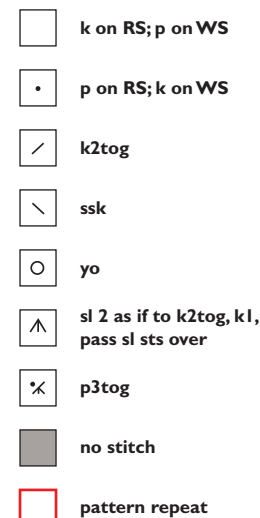 k on RS; p on WS
p on RS; k on WS
k2tog
ssk
yo
sl 2 as if to k2tog, k1,
pass sl sts over
p3tog
no stitch
pattern repeat